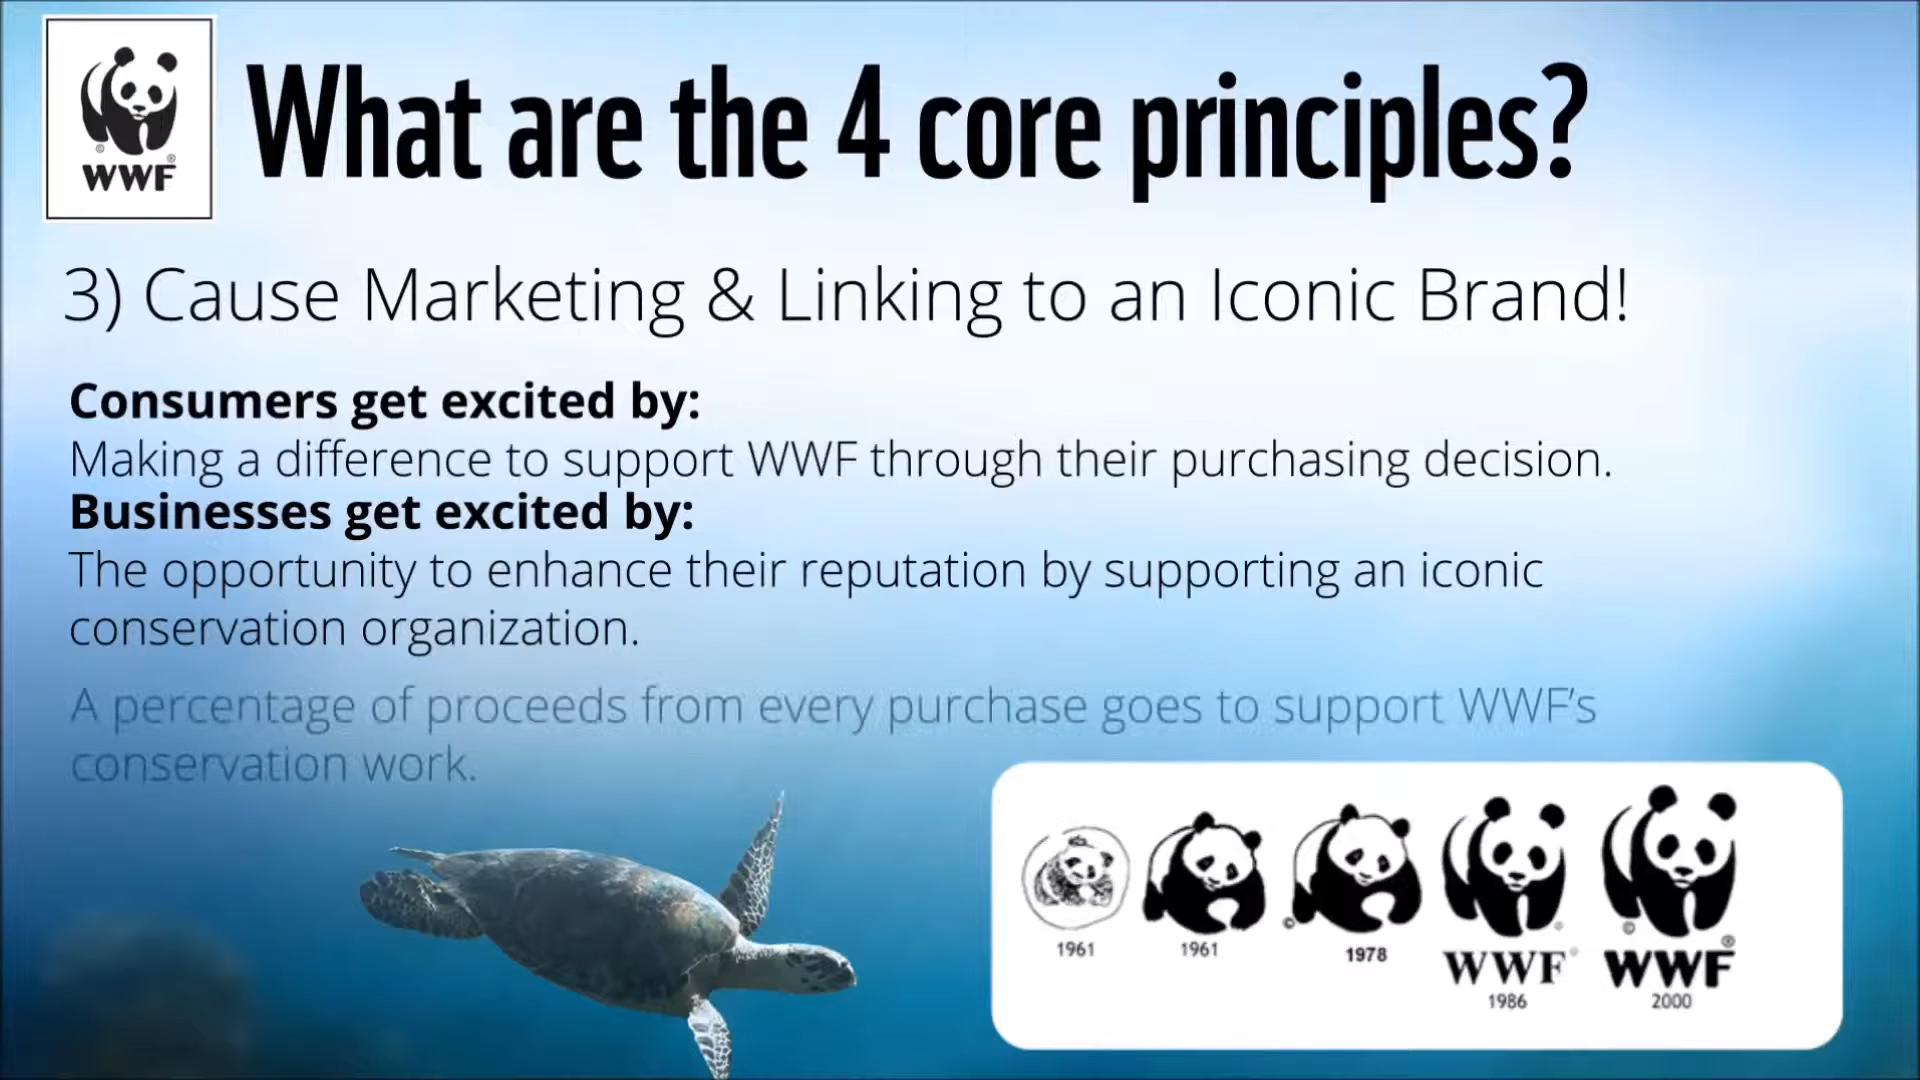 WWF
What are the 4 core principles?
3) Cause Marketing & Linking to an Iconic Brand!
Consumers get excited by:
Making a difference to support WWF through their purchasing decision.
Businesses get excited by:
The opportunity to enhance their reputation by supporting an iconic
conservation organization.
A percentage of proceeds from every purchase goes to support WWF’s
conservation work.
1961
1961
©
1978
WWF®
1986
© ®
WWF
2000